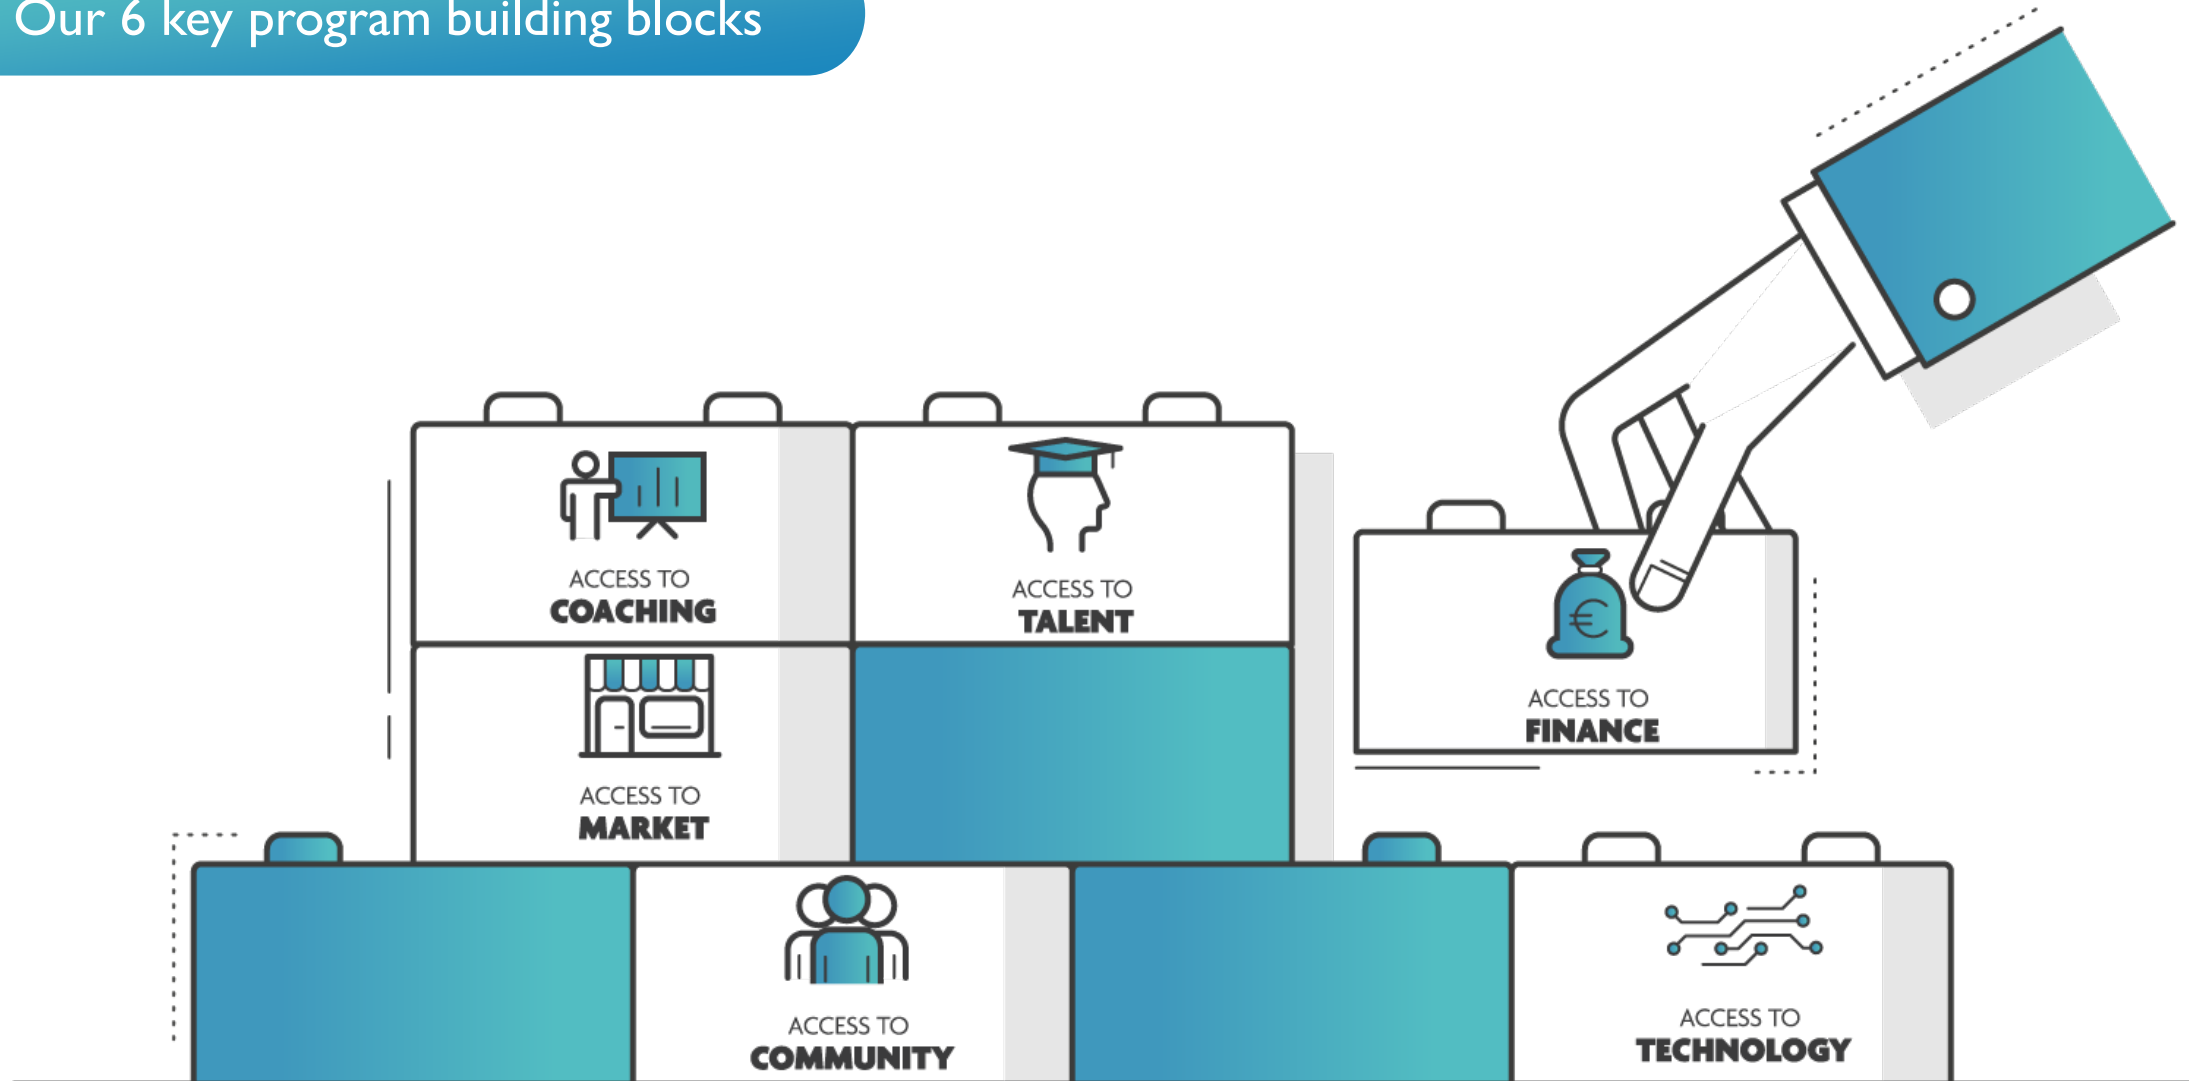 Our 6 key program building blocks
ACCESS TO
COACHING
ACCESS TO
TALENT
ACCESS TO
FINANCE
ACCESS TO
MARKET
ACCESS TO
COMMUNITY
ACCESS TO
TECHNOLOGY
€